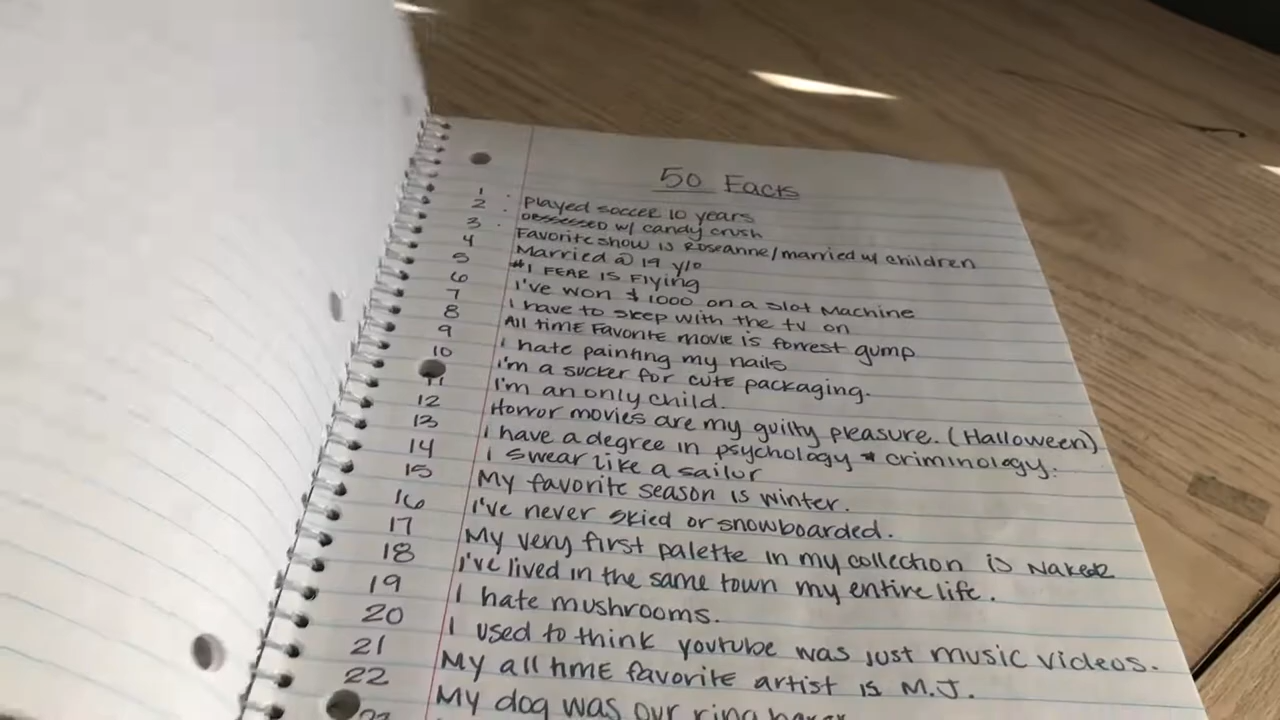 50 Facts
1 · played soccer 10 years
2 · obsessed w/ candy crush
3 · Favorite show is Roseanne/married w/ children
4 Married @ 19 y/o
5 #1 FEAR IS Flying
6 I've won $1000 on a slot Machine
7 I have to sleep with the tv on
8 All time Favorite movie is forrest gump
9 I hate painting my nails
10 I'm a sucker for cute packaging.
11 I'm an only child.
12 Horror movies are my guilty pleasure. (Halloween)
13 I have a degree in psychology + criminology.
14 I swear like a sailor
15 My favorite season is winter.
16 I've never skied or snowboarded.
17 My very first palette in my collection is Naked
18 I've lived in the same town my entire life.
19 I hate mushrooms.
20 I used to think youtube was just music videos.
21 My all time favorite artist is M.J.
22 My dog was our ring
23